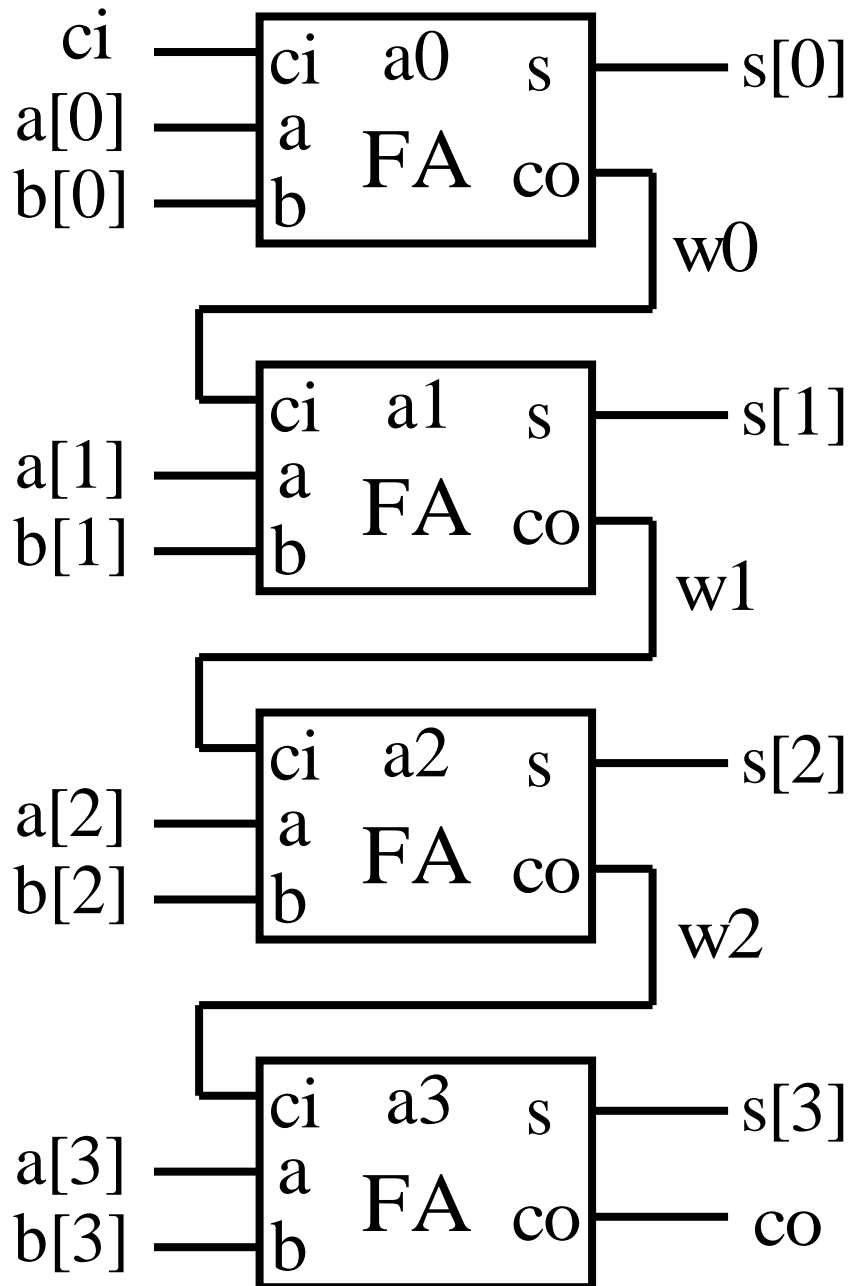 ci
ci a0 s s[0]
a[0] a
FA co
b[0] b
w0
ci a1 s s[1]
a[1] a
FA co
b[1] b
w1
ci a2 s s[2]
a[2] a
FA co
b[2] b
w2
ci a3 s s[3]
a[3] a
FA co co
b[3] b